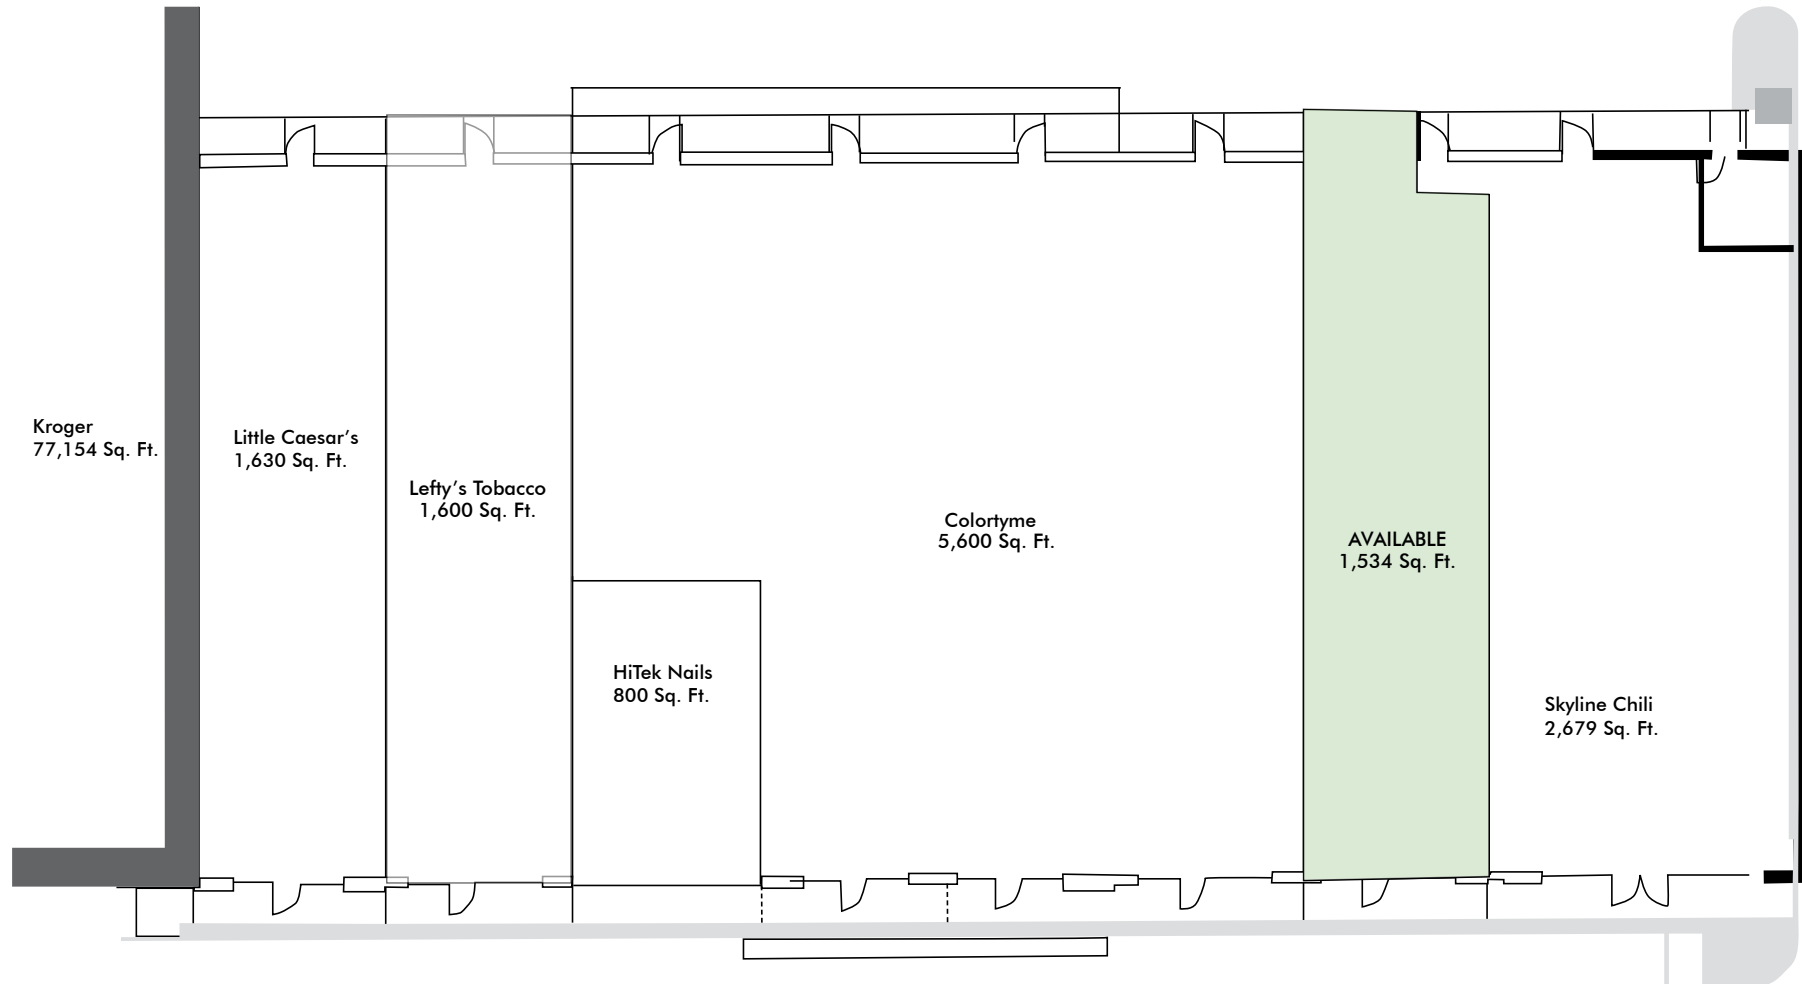 Kroger
77,154 Sq. Ft.
Little Caesar’s
1,630 Sq. Ft.
Lefty’s Tobacco
1,600 Sq. Ft.
HiTek Nails
800 Sq. Ft.
Colortyme
5,600 Sq. Ft.
AVAILABLE
1,534 Sq. Ft.
Skyline Chili
2,679 Sq. Ft.